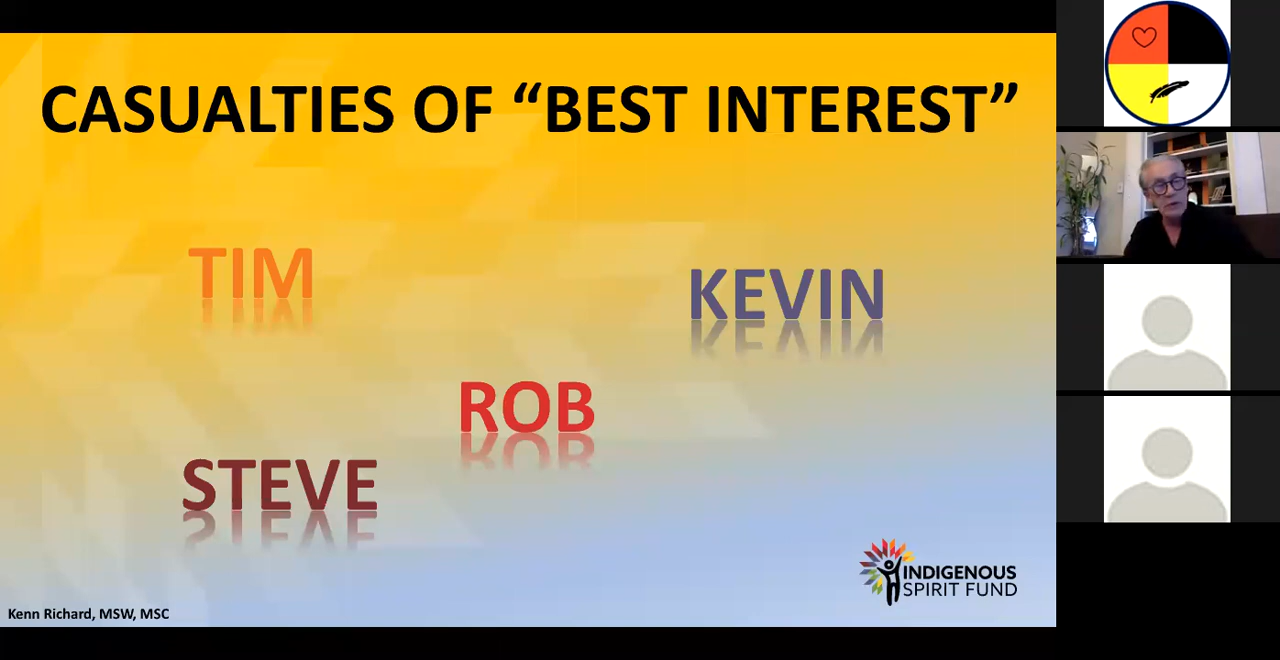 CASUALTIES OF “BEST INTEREST”
TIM
KEVIN
ROB
STEVE
INDIGENOUS
SPIRIT FUND
Kenn Richard, MSW, MSC